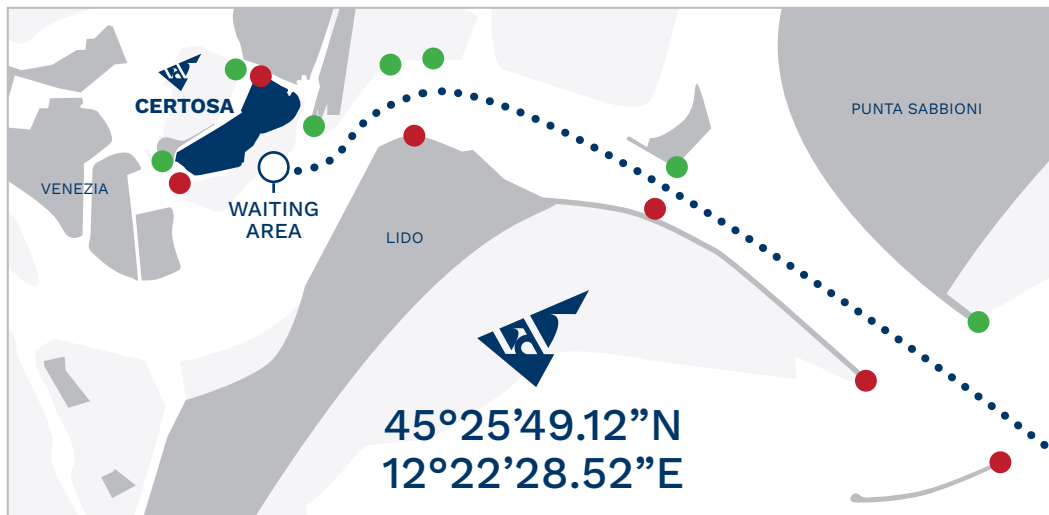 CERTOSA
PUNTA SABBIONI
VENEZIA
WAITING
AREA
LIDO
45°25’49.12”N
12°22’28.52”E